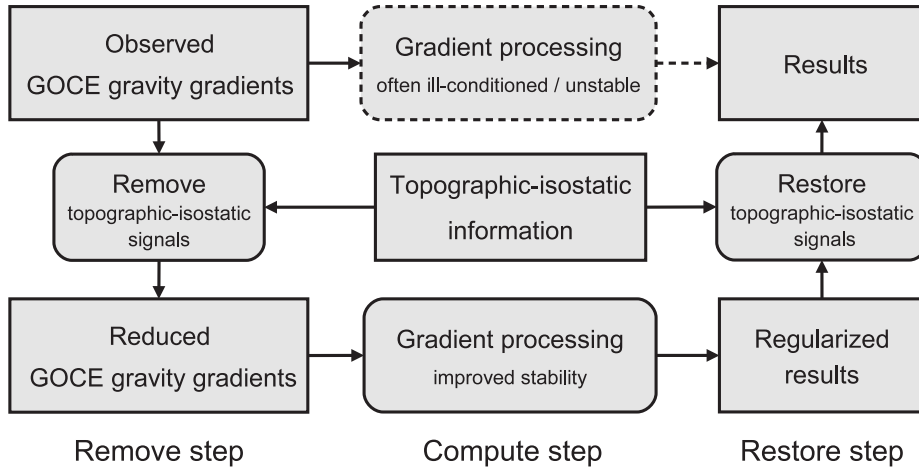 Observed
GOCE gravity gradients
Gradient processing
often ill-conditioned / unstable
Results
Remove
topographic-isostatic
signals
Topographic-isostatic
information
Restore
topographic-isostatic
signals
Reduced
GOCE gravity gradients
Gradient processing
improved stability
Regularized
results
Remove step
Compute step
Restore step